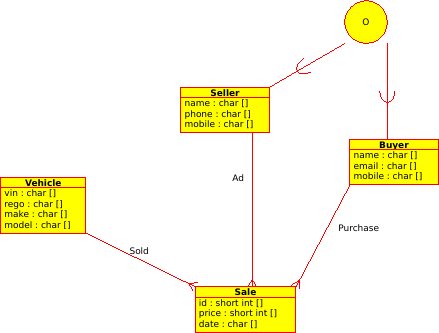 O
Seller
name : char []
phone : char []
mobile : char []
Buyer
name : char []
email : char []
mobile : char []
Ad
Vehicle
vin : char []
rego : char []
make : char []
model : char []
Purchase
Sold
Sale
id : short int []
price : short int []
date : char []